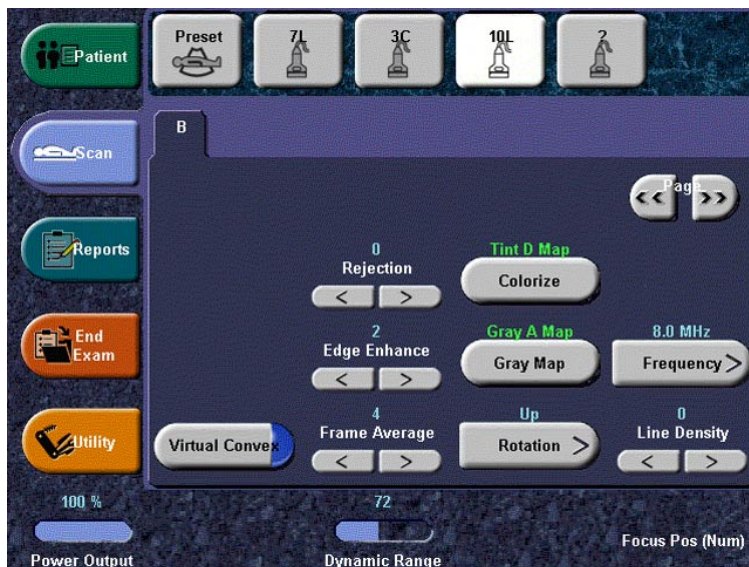 Patient
Preset
7L
3C
10L
?
Scan
B
<< Page >>
Reports
0
Rejection
< >
Tint D Map
Colorize
End
Exam
2
Edge Enhance
< >
Gray A Map
Gray Map
8.0 MHz
Frequency >
Utility
Virtual Convex
4
Frame Average
< >
Up
Rotation >
0
Line Density
< >
100 %
Power Output
72
Dynamic Range
Focus Pos (Num)